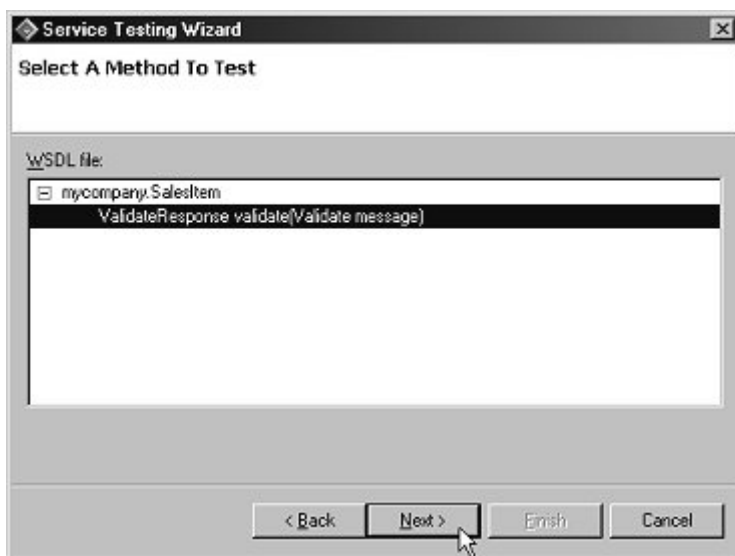 Service Testing Wizard
Select A Method To Test
WSDL file:
mycompany.SalesItem
ValidateResponse validate(Validate message)
< Back Next > Finish Cancel